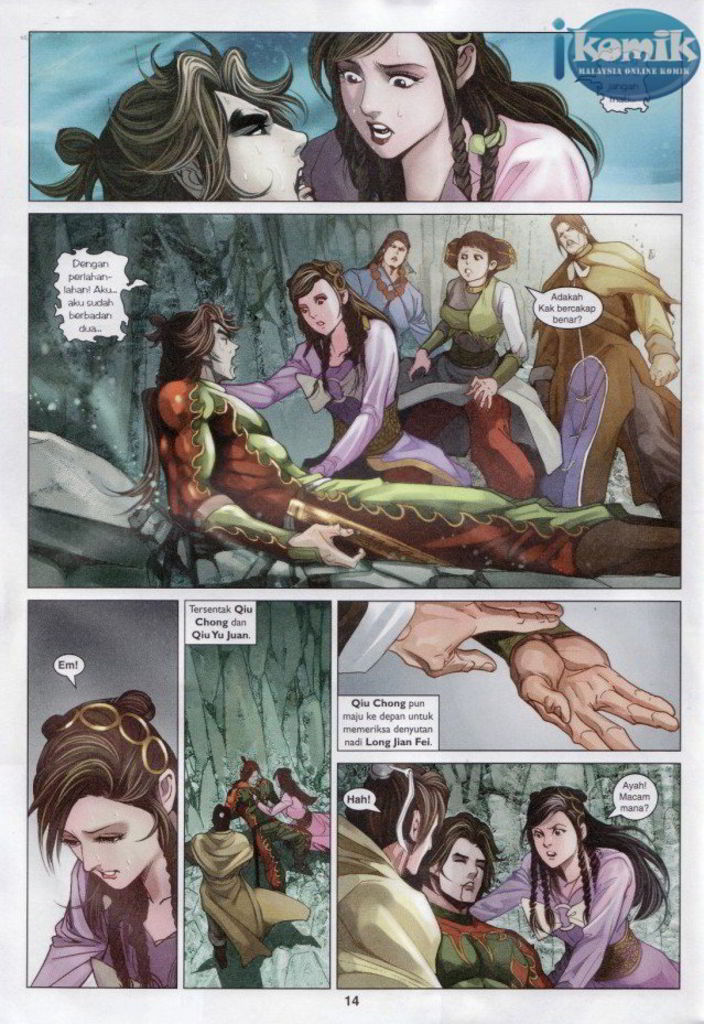 ikomik
MALAYSIA ONLINE KOMIK
jangan
Dengan
perlahan-
lahan! Aku...
aku sudah
berbadan
dua...
Adakah
Kak bercakap
benar?
Em!
Tersentak Qiu
Chong dan
Qiu Yu Juan.
Qiu Chong pun
maju ke depan untuk
memeriksa denyutan
nadi Long Jian Fei.
Hah!
Ayah!
Macam
mana?
14